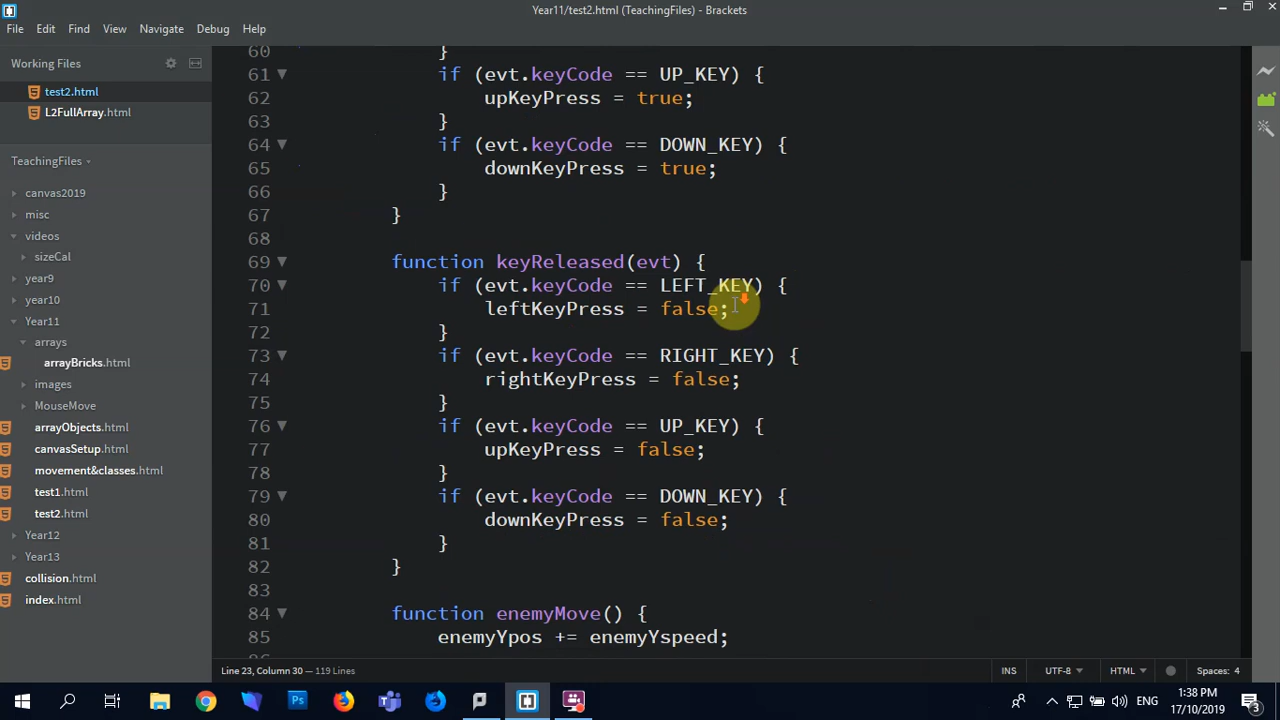 Year11/test2.html (TeachingFiles) - Brackets
File Edit Find View Navigate Debug Help
Working Files
test2.html
L2FullArray.html
TeachingFiles
canvas2019
misc
videos
sizeCal
year9
year10
Year11
arrays
arrayBricks.html
images
MouseMove
arrayObjects.html
canvasSetup.html
movement&classes.html
test1.html
test2.html
Year12
Year13
collision.html
index.html
60 }
61 if (evt.keyCode == UP_KEY) {
62 upKeyPress = true;
63 }
64 if (evt.keyCode == DOWN_KEY) {
65 downKeyPress = true;
66 }
67 }
68
69 function keyReleased(evt) {
70 if (evt.keyCode == LEFT_KEY) {
71 leftKeyPress = false;
72 }
73 if (evt.keyCode == RIGHT_KEY) {
74 rightKeyPress = false;
75 }
76 if (evt.keyCode == UP_KEY) {
77 upKeyPress = false;
78 }
79 if (evt.keyCode == DOWN_KEY) {
80 downKeyPress = false;
81 }
82 }
83
84 function enemyMove() {
85 enemyYpos += enemyYspeed;
Line 23, Column 30 — 119 Lines
INS UTF-8 HTML Spaces: 4
Ps
ENG
1:38 PM
17/10/2019
3